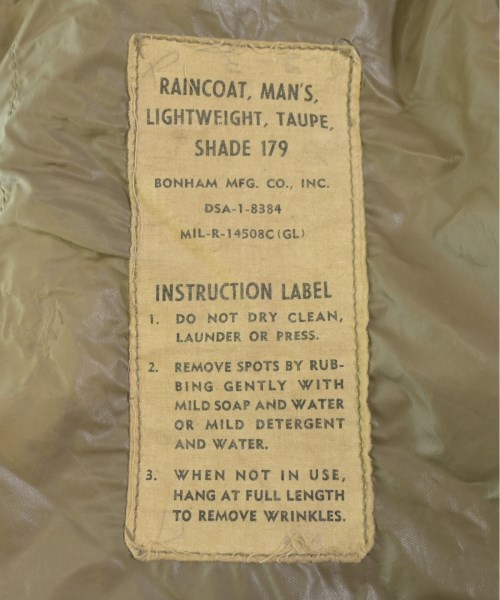 RAINCOAT, MAN'S,
LIGHTWEIGHT, TAUPE,
SHADE 179
BONHAM MFG. CO., INC.
DSA-1-8384
MIL-R-14508C (GL)
INSTRUCTION LABEL
1. DO NOT DRY CLEAN,
LAUNDER OR PRESS.
2. REMOVE SPOTS BY RUB-
BING GENTLY WITH
MILD SOAP AND WATER
OR MILD DETERGENT
AND WATER.
3. WHEN NOT IN USE,
HANG AT FULL LENGTH
TO REMOVE WRINKLES.